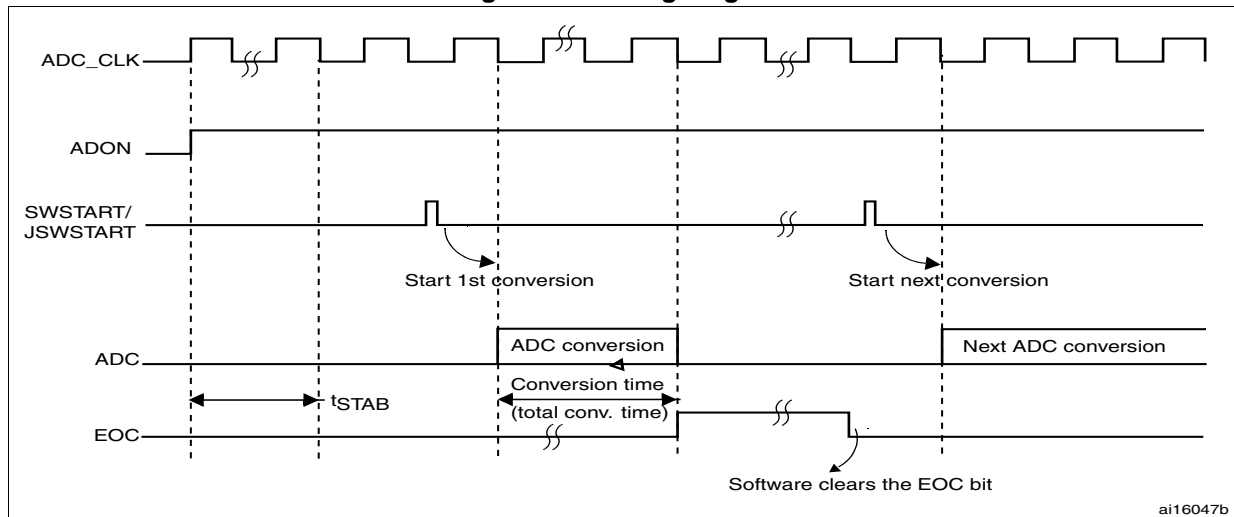 ADC_CLK
ADON
SWSTART/
JSWSTART
Start 1st conversion
Start next conversion
ADC
ADC conversion
Next ADC conversion
Conversion time
(total conv. time)
tSTAB
EOC
Software clears the EOC bit
ai16047b